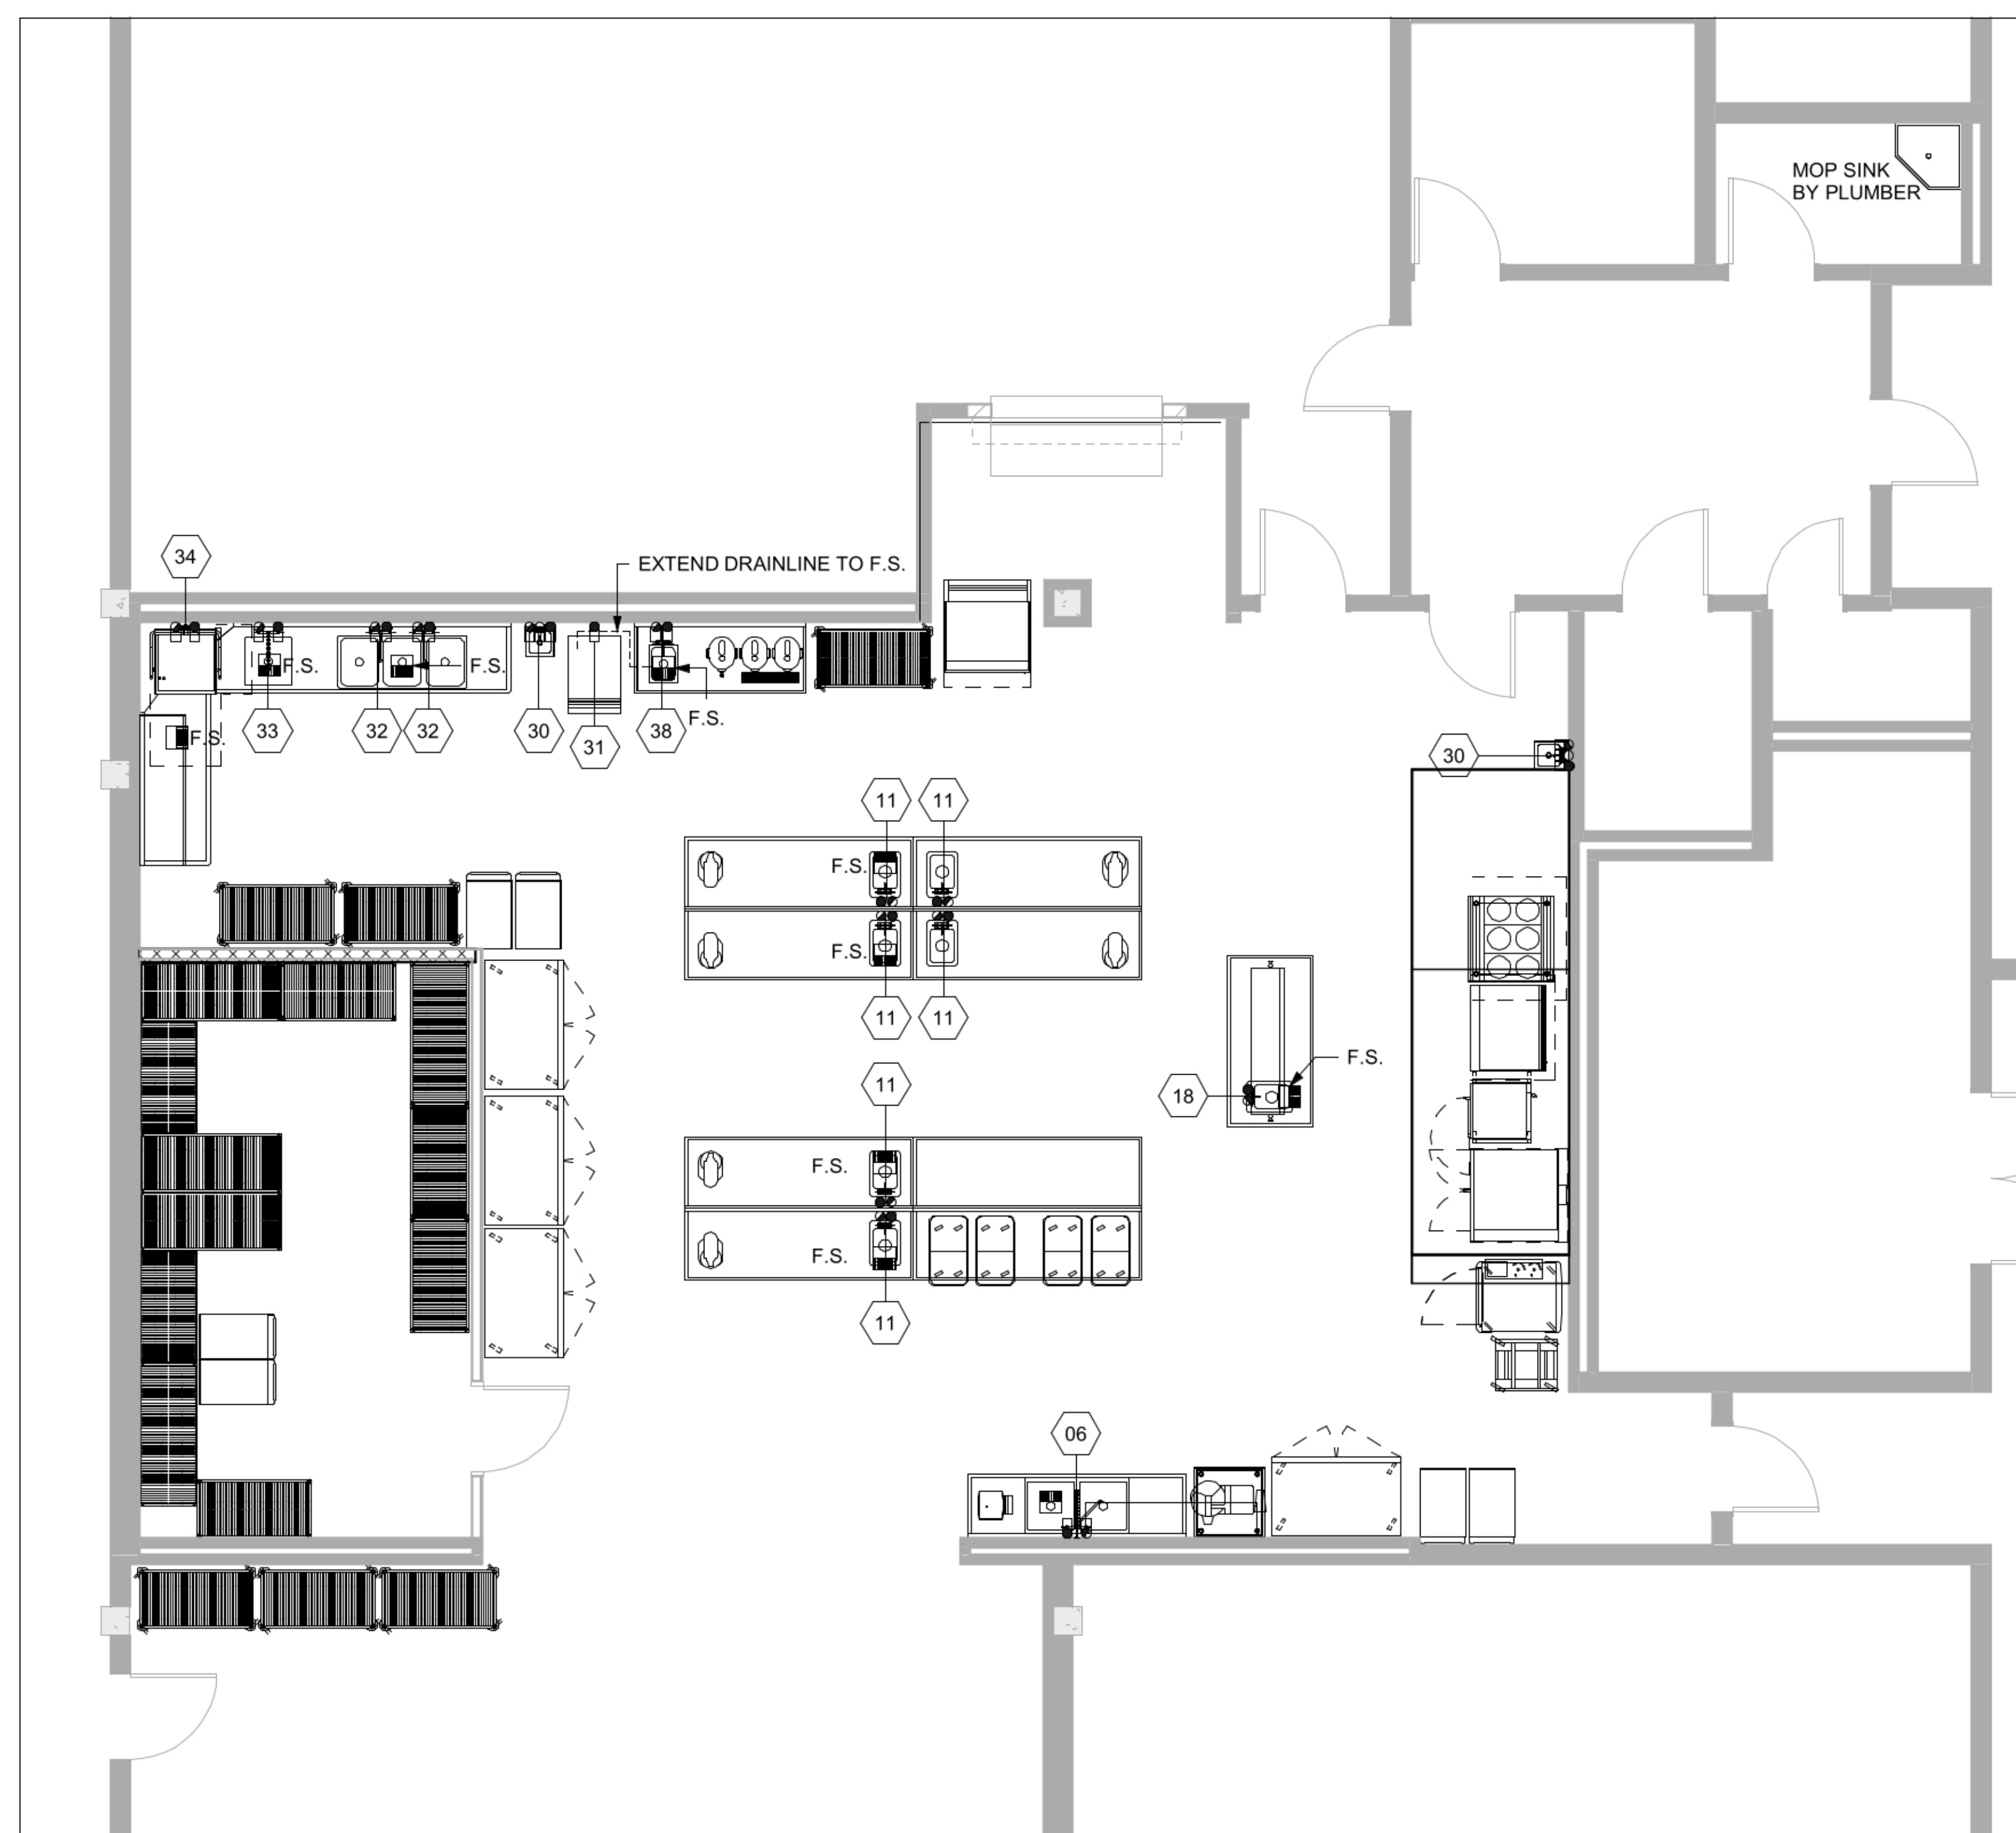 MOP SINK
BY PLUMBER
34
EXTEND DRAINLINE TO F.S.
F.S.
F.S.
F.S.
F.S.
33
32
32
30
31
38
30
11
11
F.S.
F.S.
11
11
F.S.
18
11
F.S.
F.S.
11
06